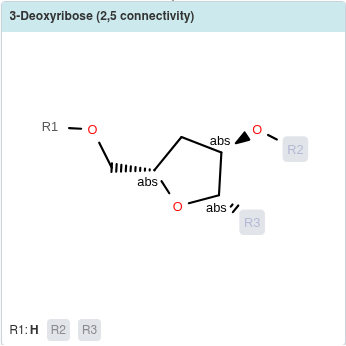 3-Deoxyribose (2,5 connectivity)
R1
O
abs
O
R2
abs
O
abs
R3
R1: H R2 R3